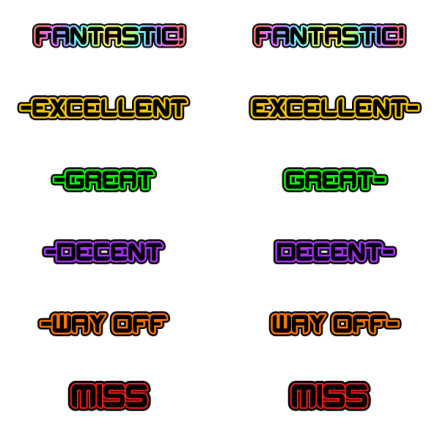 FANTASTIC! FANTASTIC!
-EXCELLENT EXCELLENT-
-GREAT GREAT-
-DECENT DECENT-
-WAY OFF WAY OFF-
MISS MISS